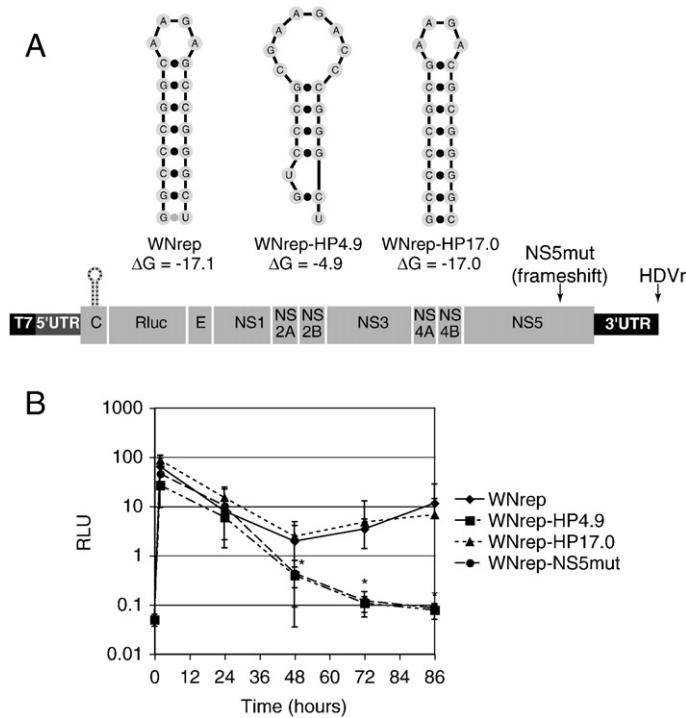 A
WNrep
ΔG = -17.1
WNrep-HP4.9
ΔG = -4.9
WNrep-HP17.0
ΔG = -17.0
NS5mut
(frameshift)
HDVr
T7 5'UTR C Rluc E NS1 NS 2A NS 2B NS3 NS 4A NS 4B NS5 3'UTR
B
1000
100
10
1
0.1
0.01
RLU
* * *
0 12 24 36 48 60 72 86
Time (hours)
WNrep
WNrep-HP4.9
WNrep-HP17.0
WNrep-NS5mut